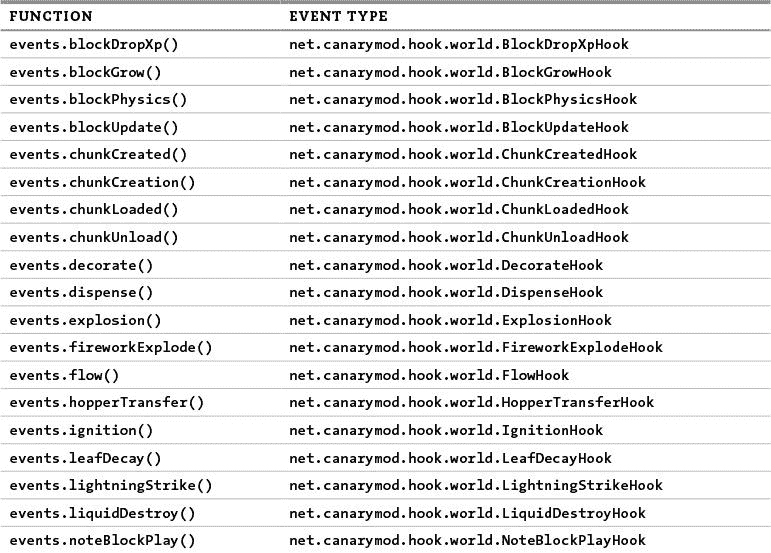 FUNCTION EVENT TYPE
events.blockDropXp() net.canarymod.hook.world.BlockDropXpHook
events.blockGrow() net.canarymod.hook.world.BlockGrowHook
events.blockPhysics() net.canarymod.hook.world.BlockPhysicsHook
events.blockUpdate() net.canarymod.hook.world.BlockUpdateHook
events.chunkCreated() net.canarymod.hook.world.ChunkCreatedHook
events.chunkCreation() net.canarymod.hook.world.ChunkCreationHook
events.chunkLoaded() net.canarymod.hook.world.ChunkLoadedHook
events.chunkUnload() net.canarymod.hook.world.ChunkUnloadHook
events.decorate() net.canarymod.hook.world.DecorateHook
events.dispense() net.canarymod.hook.world.DispenseHook
events.explosion() net.canarymod.hook.world.ExplosionHook
events.fireworkExplode() net.canarymod.hook.world.FireworkExplodeHook
events.flow() net.canarymod.hook.world.FlowHook
events.hopperTransfer() net.canarymod.hook.world.HopperTransferHook
events.ignition() net.canarymod.hook.world.IgnitionHook
events.leafDecay() net.canarymod.hook.world.LeafDecayHook
events.lightningStrike() net.canarymod.hook.world.LightningStrikeHook
events.liquidDestroy() net.canarymod.hook.world.LiquidDestroyHook
events.noteBlockPlay() net.canarymod.hook.world.NoteBlockPlayHook